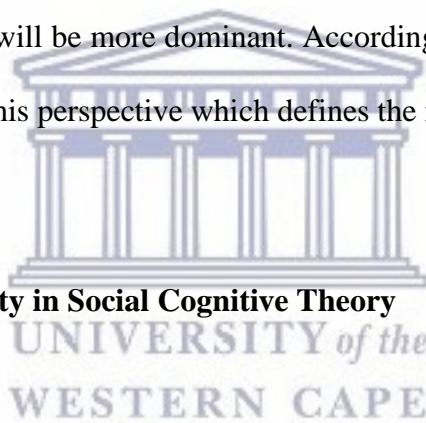 will be more dominant. According
his perspective which defines the
ty in Social Cognitive Theory
UNIVERSITY of the
WESTERN CAPE